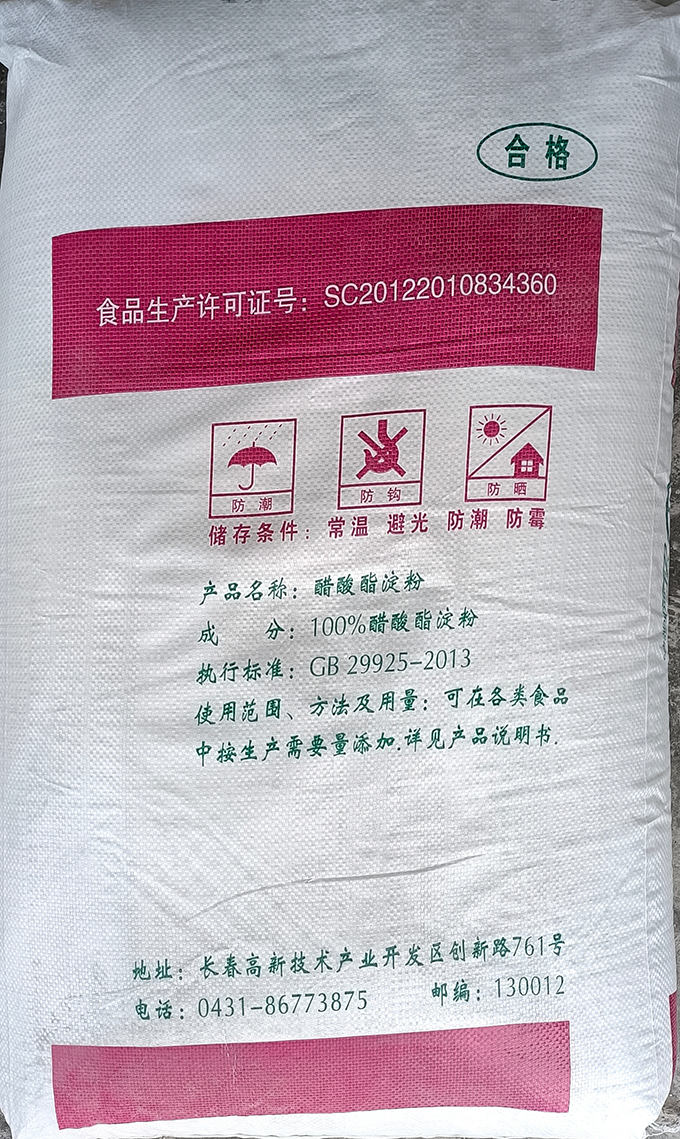 合格
食品生产许可证号：SC20122010834360
防潮 防钩 防晒
储存条件：常温 避光 防潮 防霉
产品名称：醋酸酯淀粉
成 分：100%醋酸酯淀粉
执行标准：GB 29925-2013
使用范围、方法及用量：可在各类食品
中按生产需要量添加.详见产品说明书.
地址：长春高新技术产业开发区创新路761号
电话：0431-86773875 邮编：130012